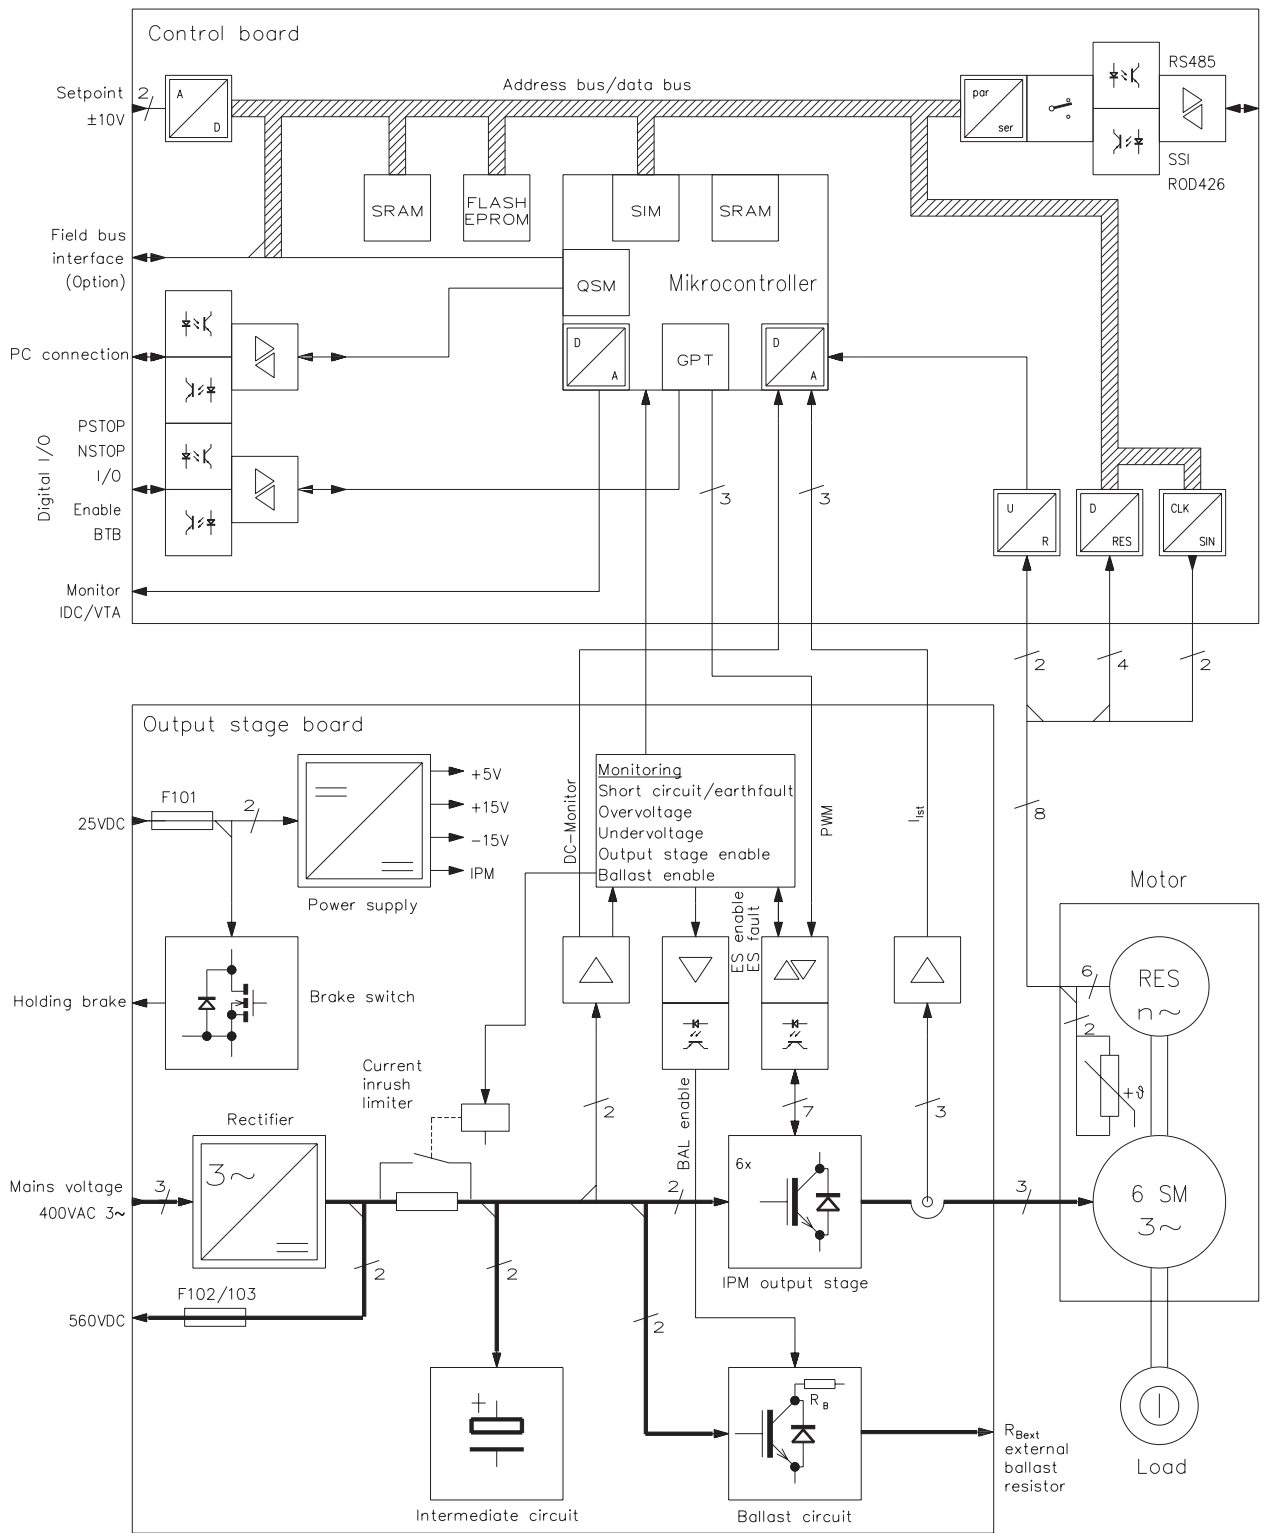 Control board
Address bus/data bus
Setpoint
±10V
2
A
D
par
ser
RS485
SSI
ROD426
SRAM
FLASH
EPROM
SIM
SRAM
Field bus
interface
(Option)
QSM
Mikrocontroller
D
A
GPT
D
A
PC connection
Digital I/O
PSTOP
NSTOP
I/O
Enable
BTB
3
3
U
R
D
RES
CLK
SIN
Monitor
IDC/VTA
2
4
2
Output stage board
F101
2
25VDC
+5V
+15V
-15V
IPM
Power supply
DC-Monitor
Monitoring
Short circuit/earthfault
Overvoltage
Undervoltage
Output stage enable
Ballast enable
PWM
I Ist
8
Motor
ES enable
ES fault
Holding brake
Brake switch
6
RES
n~
2
+ϑ
Current
inrush
limiter
2
BAL enable
7
3
Rectifier
Mains voltage
400VAC 3~
3
3~
2
6x
3
6 SM
3~
2
2
IPM output stage
F102/103
560VDC
2
+
R B
RBext
external
ballast
resistor
Load
Intermediate circuit
Ballast circuit